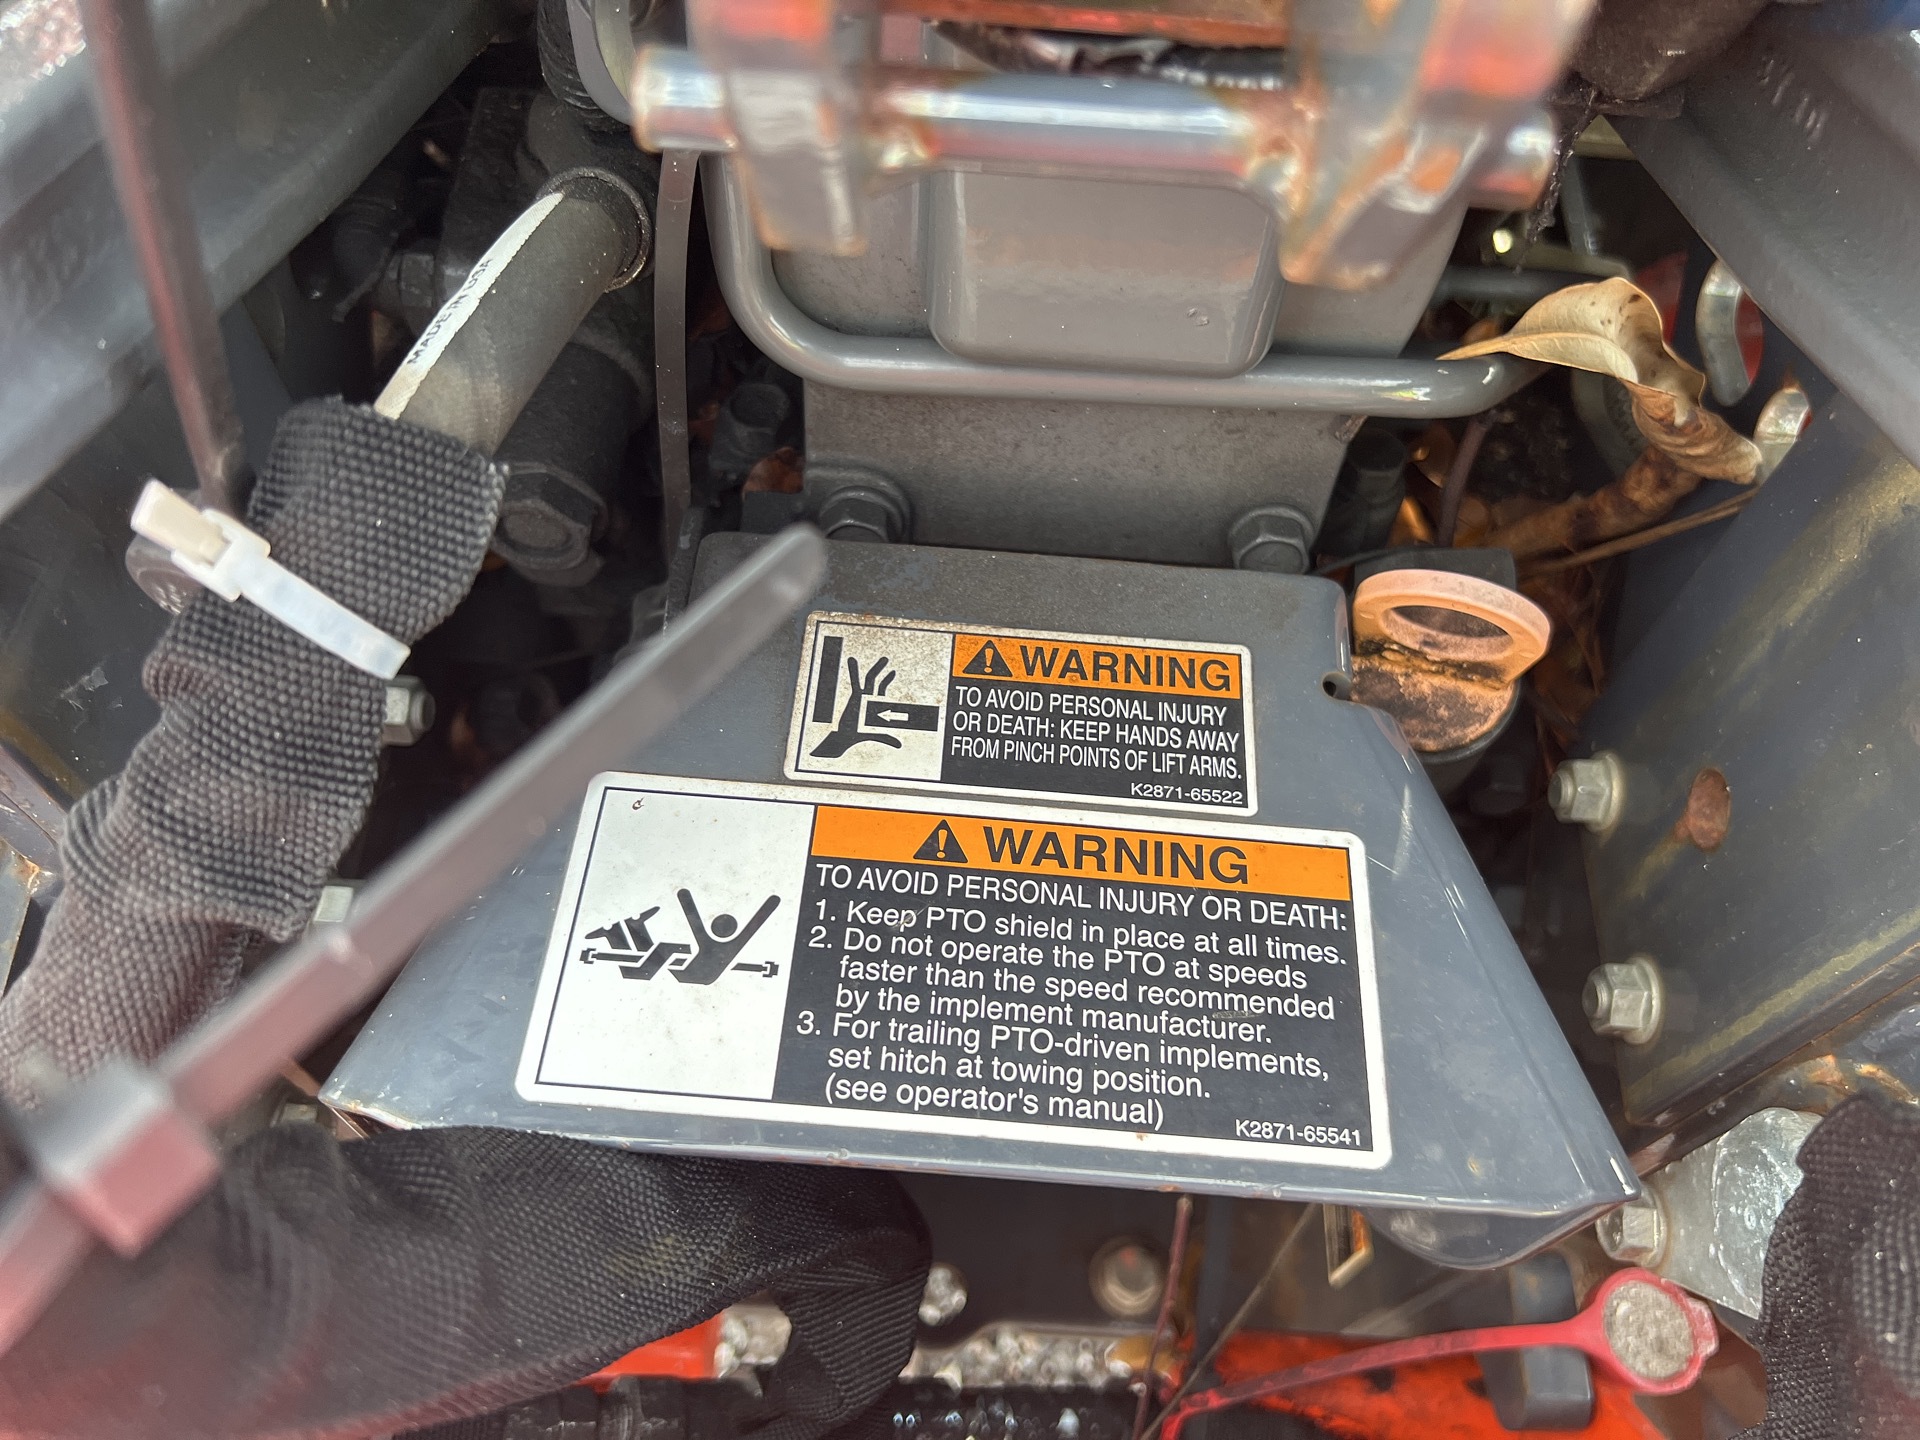 MADE IN USA
WARNING
TO AVOID PERSONAL INJURY
OR DEATH: KEEP HANDS AWAY
FROM PINCH POINTS OF LIFT ARMS.
K2871-65522
WARNING
TO AVOID PERSONAL INJURY OR DEATH:
1. Keep PTO shield in place at all times.
2. Do not operate the PTO at speeds
faster than the speed recommended
by the implement manufacturer.
3. For trailing PTO-driven implements,
set hitch at towing position.
(see operator's manual)
K2871-65541